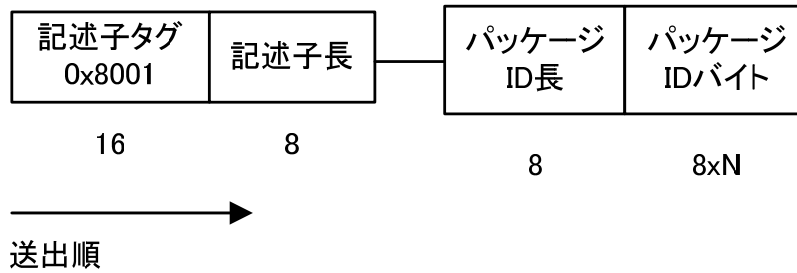 記述子タグ
0x8001
記述子長
パッケージ
ID長
パッケージ
IDバイト
16
8
8
8xN
送出順